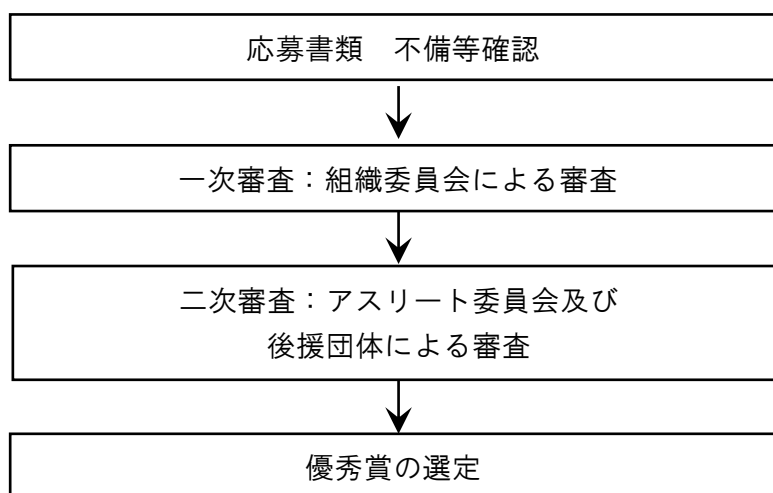 応募書類　不備等確認
一次審査：組織委員会による審査
二次審査：アスリート委員会及び
後援団体による審査
優秀賞の選定